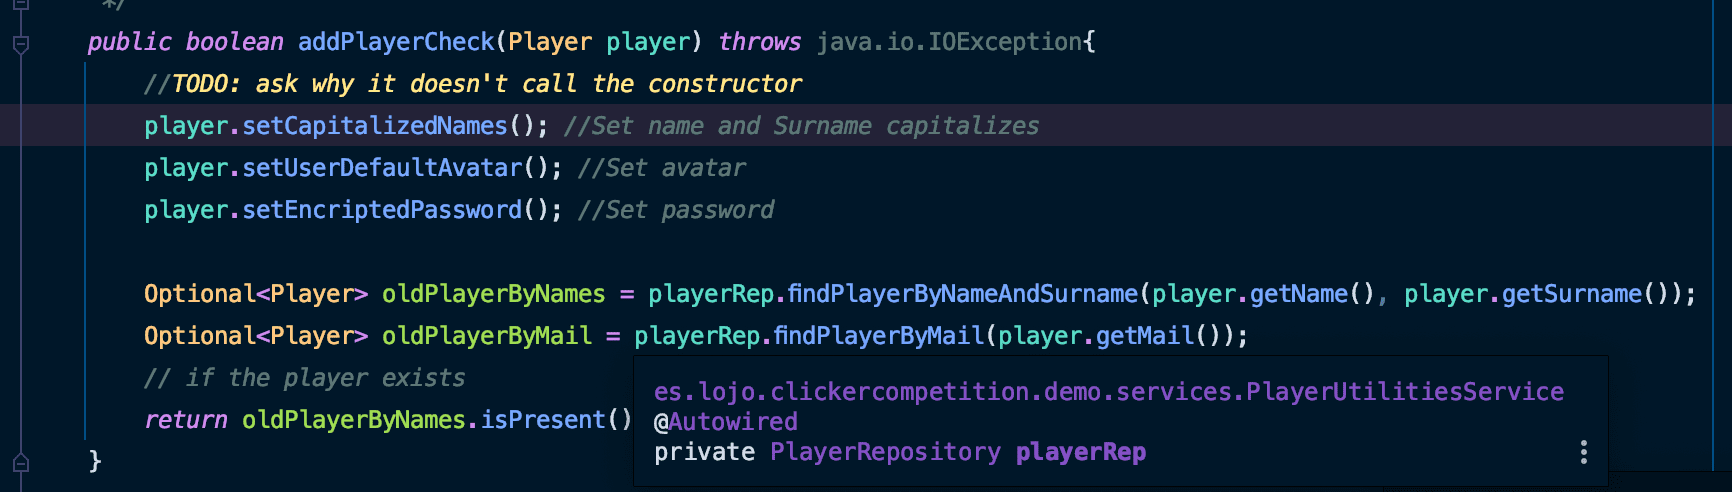 */
public boolean addPlayerCheck(Player player) throws java.io.IOException{
//TODO: ask why it doesn't call the constructor
player.setCapitalizedNames(); //Set name and Surname capitalizes
player.setUserDefaultAvatar(); //Set avatar
player.setEncriptedPassword(); //Set password
Optional<Player> oldPlayerByNames = playerRep.findPlayerByNameAndSurname(player.getName(), player.getSurname());
Optional<Player> oldPlayerByMail = playerRep.findPlayerByMail(player.getMail());
// if the player exists
return oldPlayerByNames.isPresent()
}
es.lojo.clickercompetition.demo.services.PlayerUtilitiesService
@Autowired
private PlayerRepository playerRep